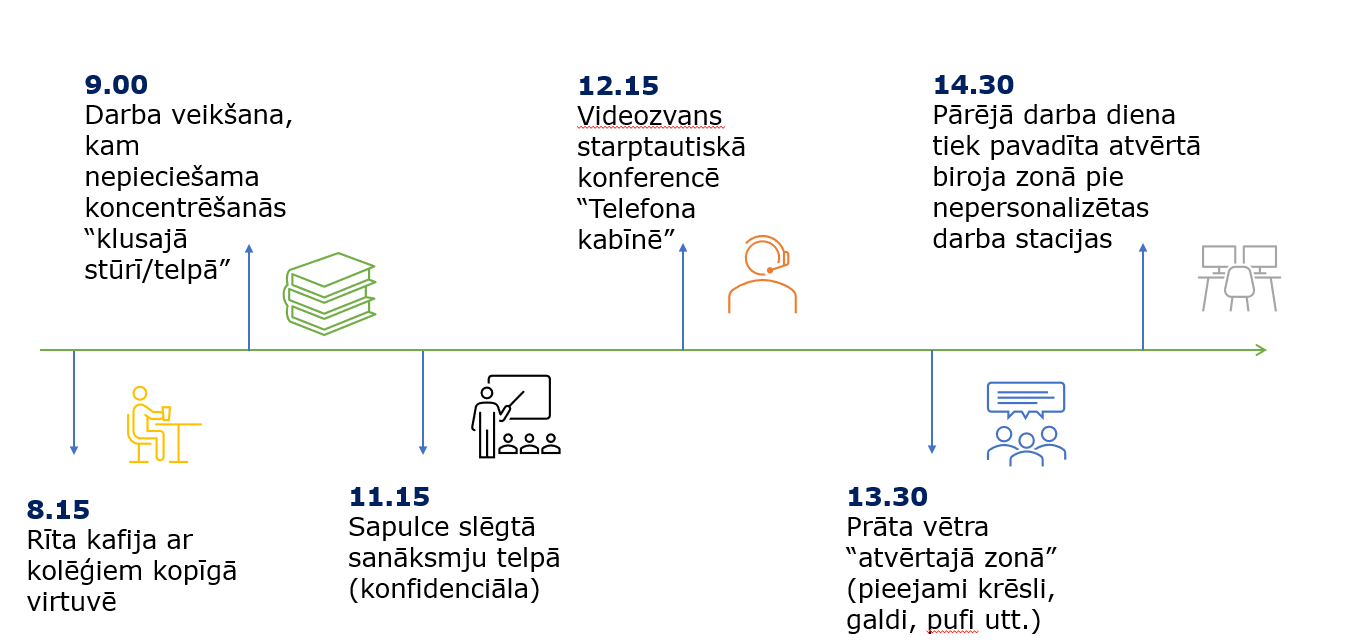 9.00
Darba veikšana,
kam
nepieciešama
koncentrēšanās
“klusajā
stūrī/telpā”
12.15
Videozvans
starptautiskā
konferencē
“Telefona
kabīnē”
14.30
Pārējā darba diena
tiek pavadīta atvērtā
biroja zonā pie
nepersonalizētas
darba stacijas
8.15
Rīta kafija ar
kolēģiem kopīgā
virtuvē
11.15
Sapulce slēgtā
sanāksmju telpā
(konfidenciāla)
13.30
Prāta vētra
“atvērtajā zonā”
(pieejami krēsli,
galdi, pufi utt.)